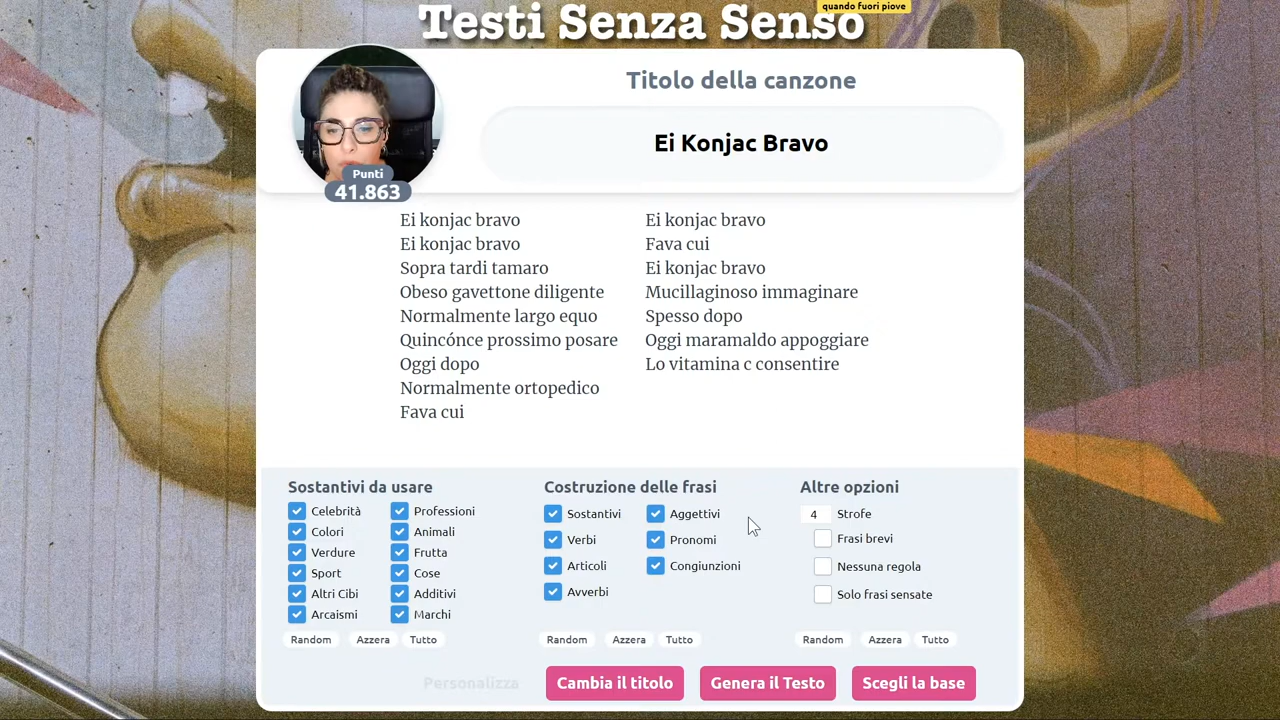 quando fuori piove
Testi Senza Senso
Titolo della canzone
Ei Konjac Bravo
Punti
41.863
Ei konjac bravo
Ei konjac bravo
Sopra tardi tamaro
Obeso gavettone diligente
Normalmente largo equo
Quincónce prossimo posare
Oggi dopo
Normalmente ortopedico
Fava cui
Ei konjac bravo
Fava cui
Ei konjac bravo
Mucillaginoso immaginare
Spesso dopo
Oggi maramaldo appoggiare
Lo vitamina c consentire
Sostantivi da usare
Celebrità
Professioni
Colori
Animali
Verdure
Frutta
Sport
Cose
Altri Cibi
Additivi
Arcaismi
Marchi
Random
Azzera
Tutto
Costruzione delle frasi
Sostantivi
Aggettivi
Verbi
Pronomi
Articoli
Congiunzioni
Avverbi
Random
Azzera
Tutto
Altre opzioni
4 Strofe
Frasi brevi
Nessuna regola
Solo frasi sensate
Random
Azzera
Tutto
Personalizza
Cambia il titolo
Genera il Testo
Scegli la base